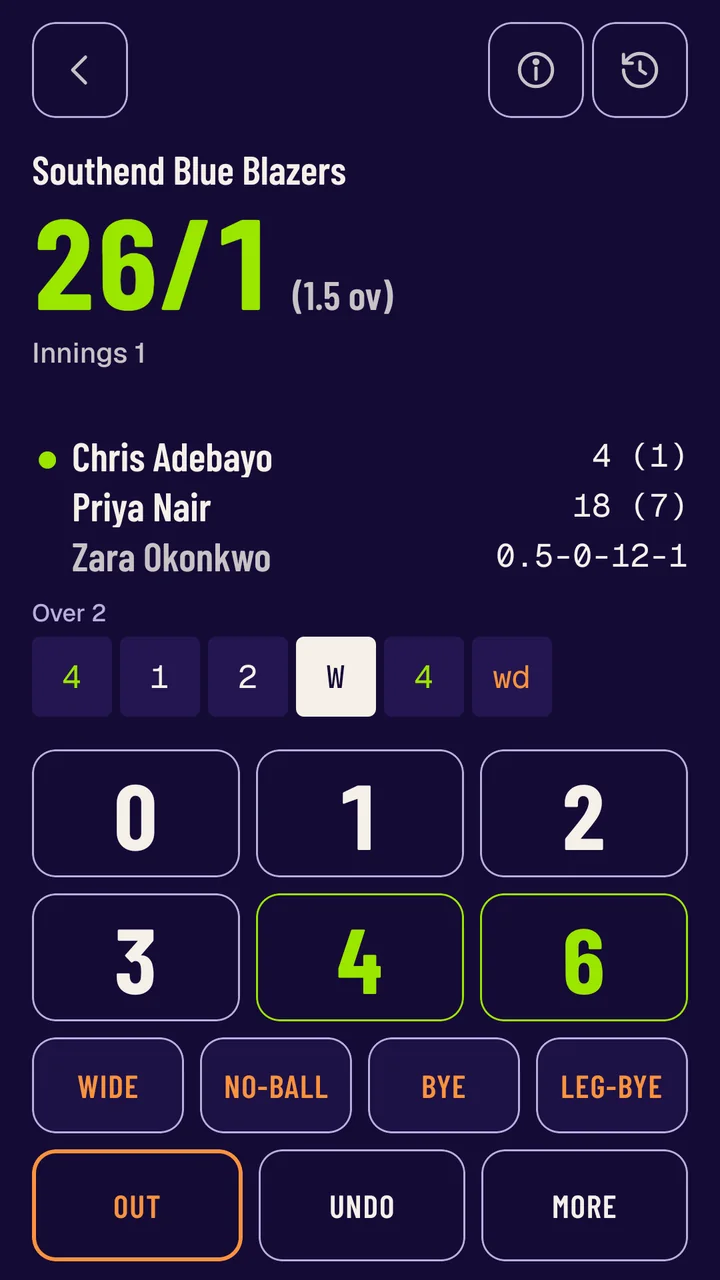 Southend Blue Blazers
26/1 (1.5 ov)
Innings 1
Chris Adebayo 4 (1)
Priya Nair 18 (7)
Zara Okonkwo 0.5-0-12-1
Over 2
4 1 2 W 4 wd
0 1 2
3 4 6
WIDE NO-BALL BYE LEG-BYE
OUT UNDO MORE